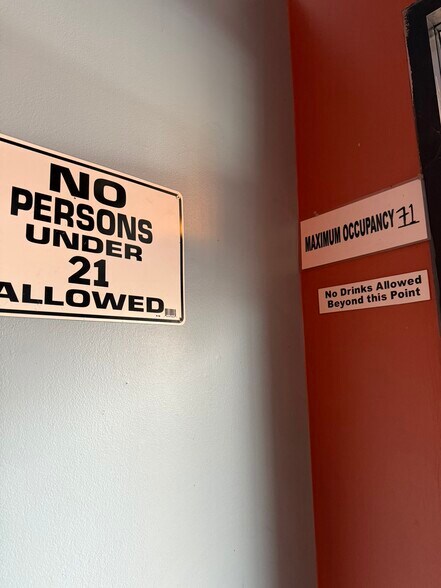 NO
PERSONS
UNDER
21
ALLOWED
MAXIMUM OCCUPANCY 71
No Drinks Allowed
Beyond this Point